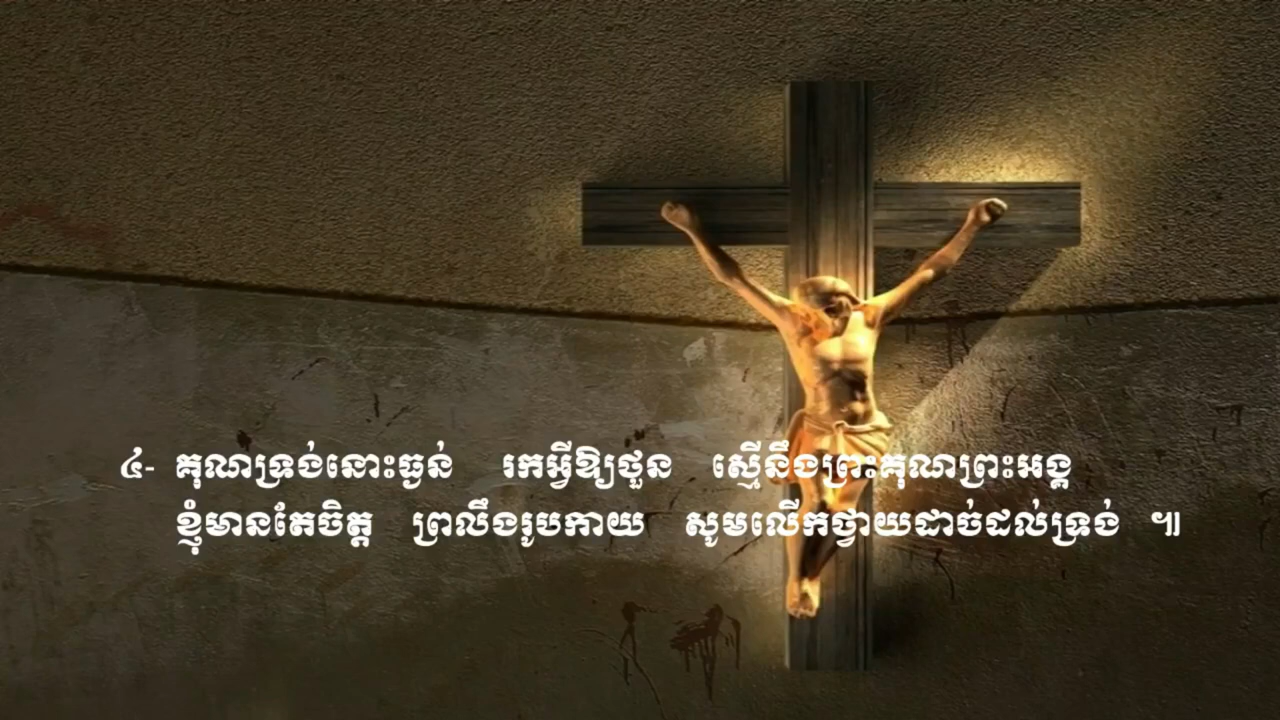 ៤- គុណទ្រង់នោះធ្ងន់ រកអ្វីឱ្យថួន ស្មើនឹងព្រះគុណព្រះអង្គ
ខ្ញុំមានតែចិត្ត ព្រលឹងរូបកាយ សូមលើកថ្វាយដាច់ដល់ទ្រង់ ៕